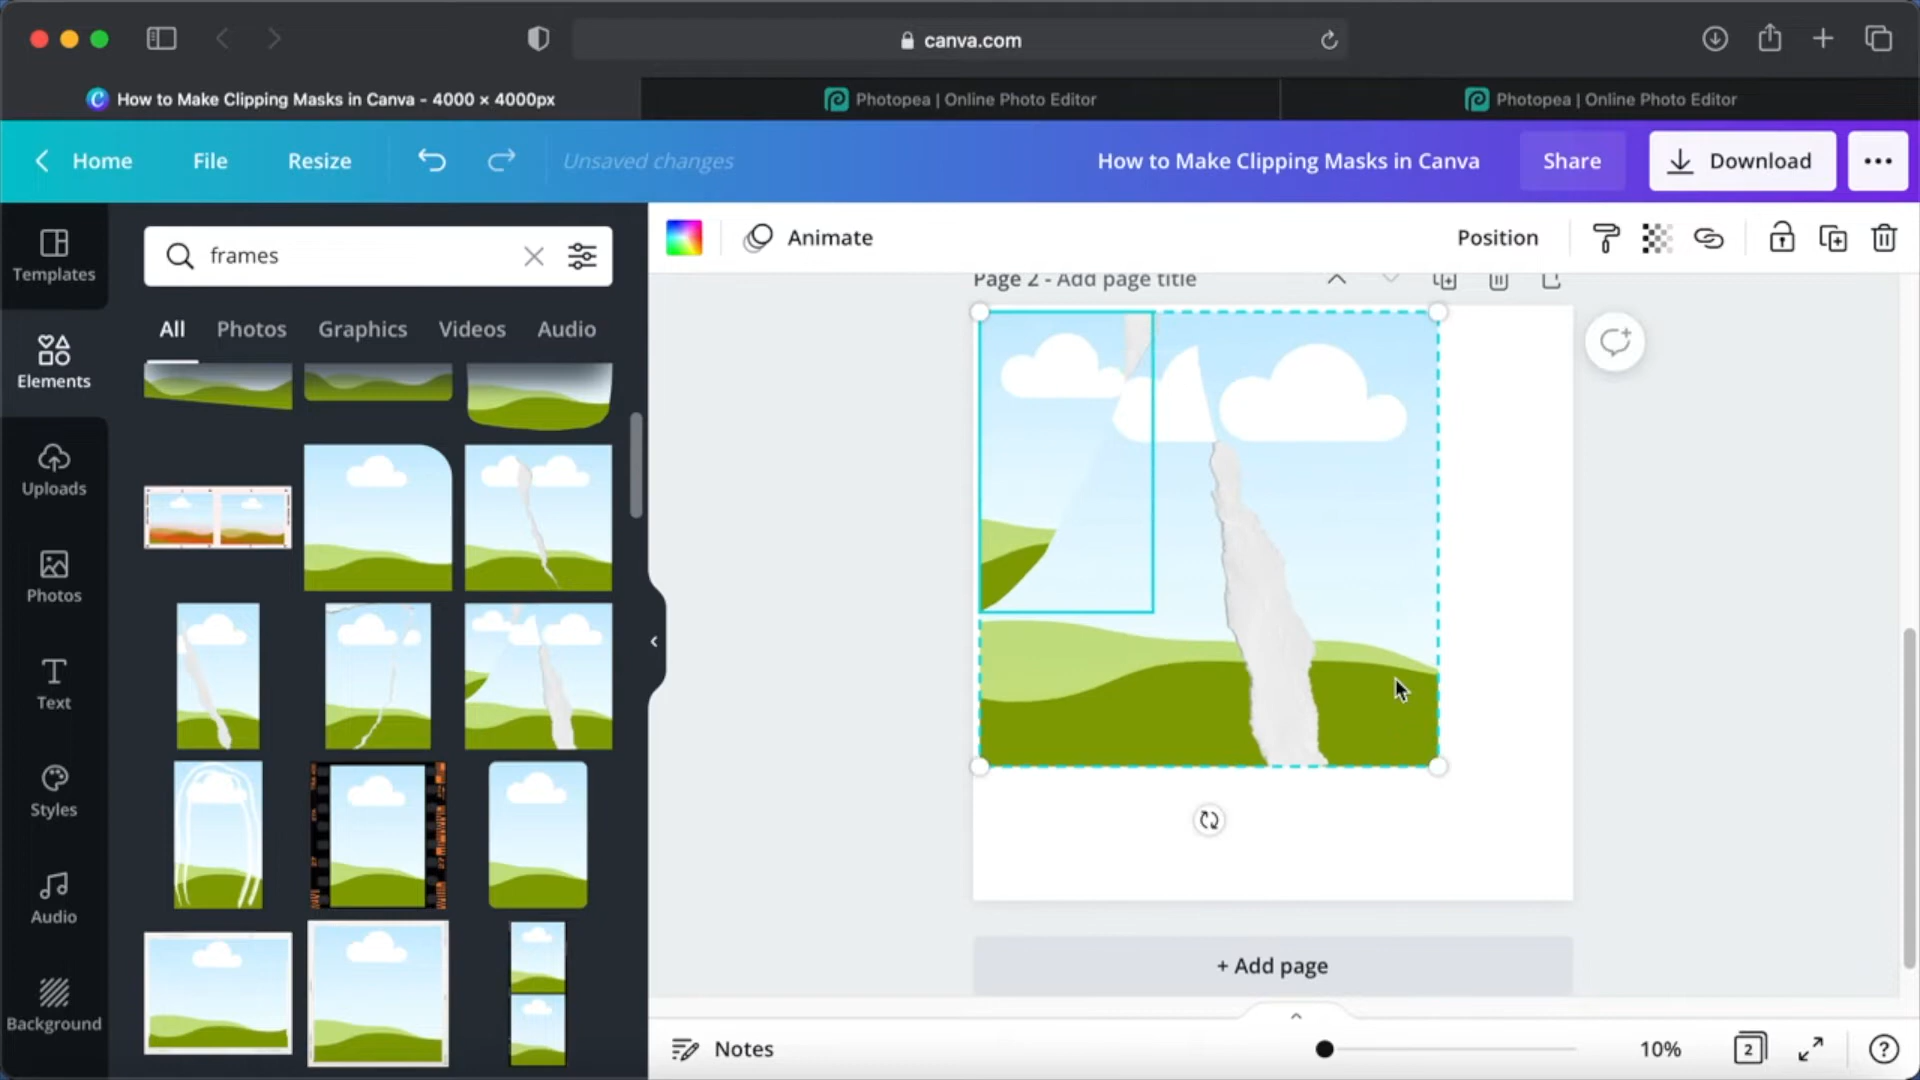 canva.com
How to Make Clipping Masks in Canva - 4000 × 4000px
Photopea | Online Photo Editor
Photopea | Online Photo Editor
Home
File
Resize
Unsaved changes
How to Make Clipping Masks in Canva
Share
Download
Templates
Elements
Uploads
Photos
Text
Styles
Audio
Background
frames
All
Photos
Graphics
Videos
Audio
Animate
Position
Page 2 - Add page title
+ Add page
Notes
10%
2